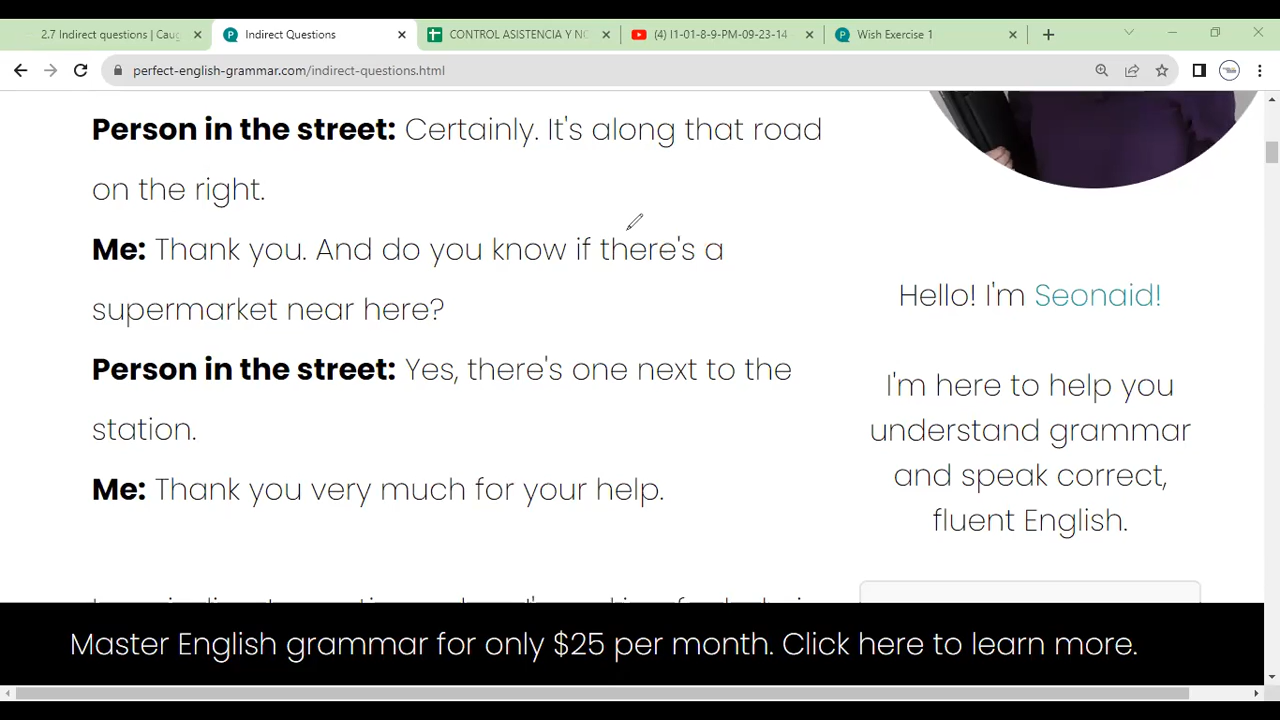 2.7 Indirect questions | Caug
Indirect Questions
CONTROL ASISTENCIA Y NO
(4) I1-01-8-9-PM-09-23-14
Wish Exercise 1
perfect-english-grammar.com/indirect-questions.html
Person in the street: Certainly. It's along that road
on the right.
Me: Thank you. And do you know if there's a
supermarket near here?
Person in the street: Yes, there's one next to the
station.
Me: Thank you very much for your help.
Hello! I'm Seonaid!
I'm here to help you
understand grammar
and speak correct,
fluent English.
Master English grammar for only $25 per month. Click here to learn more.